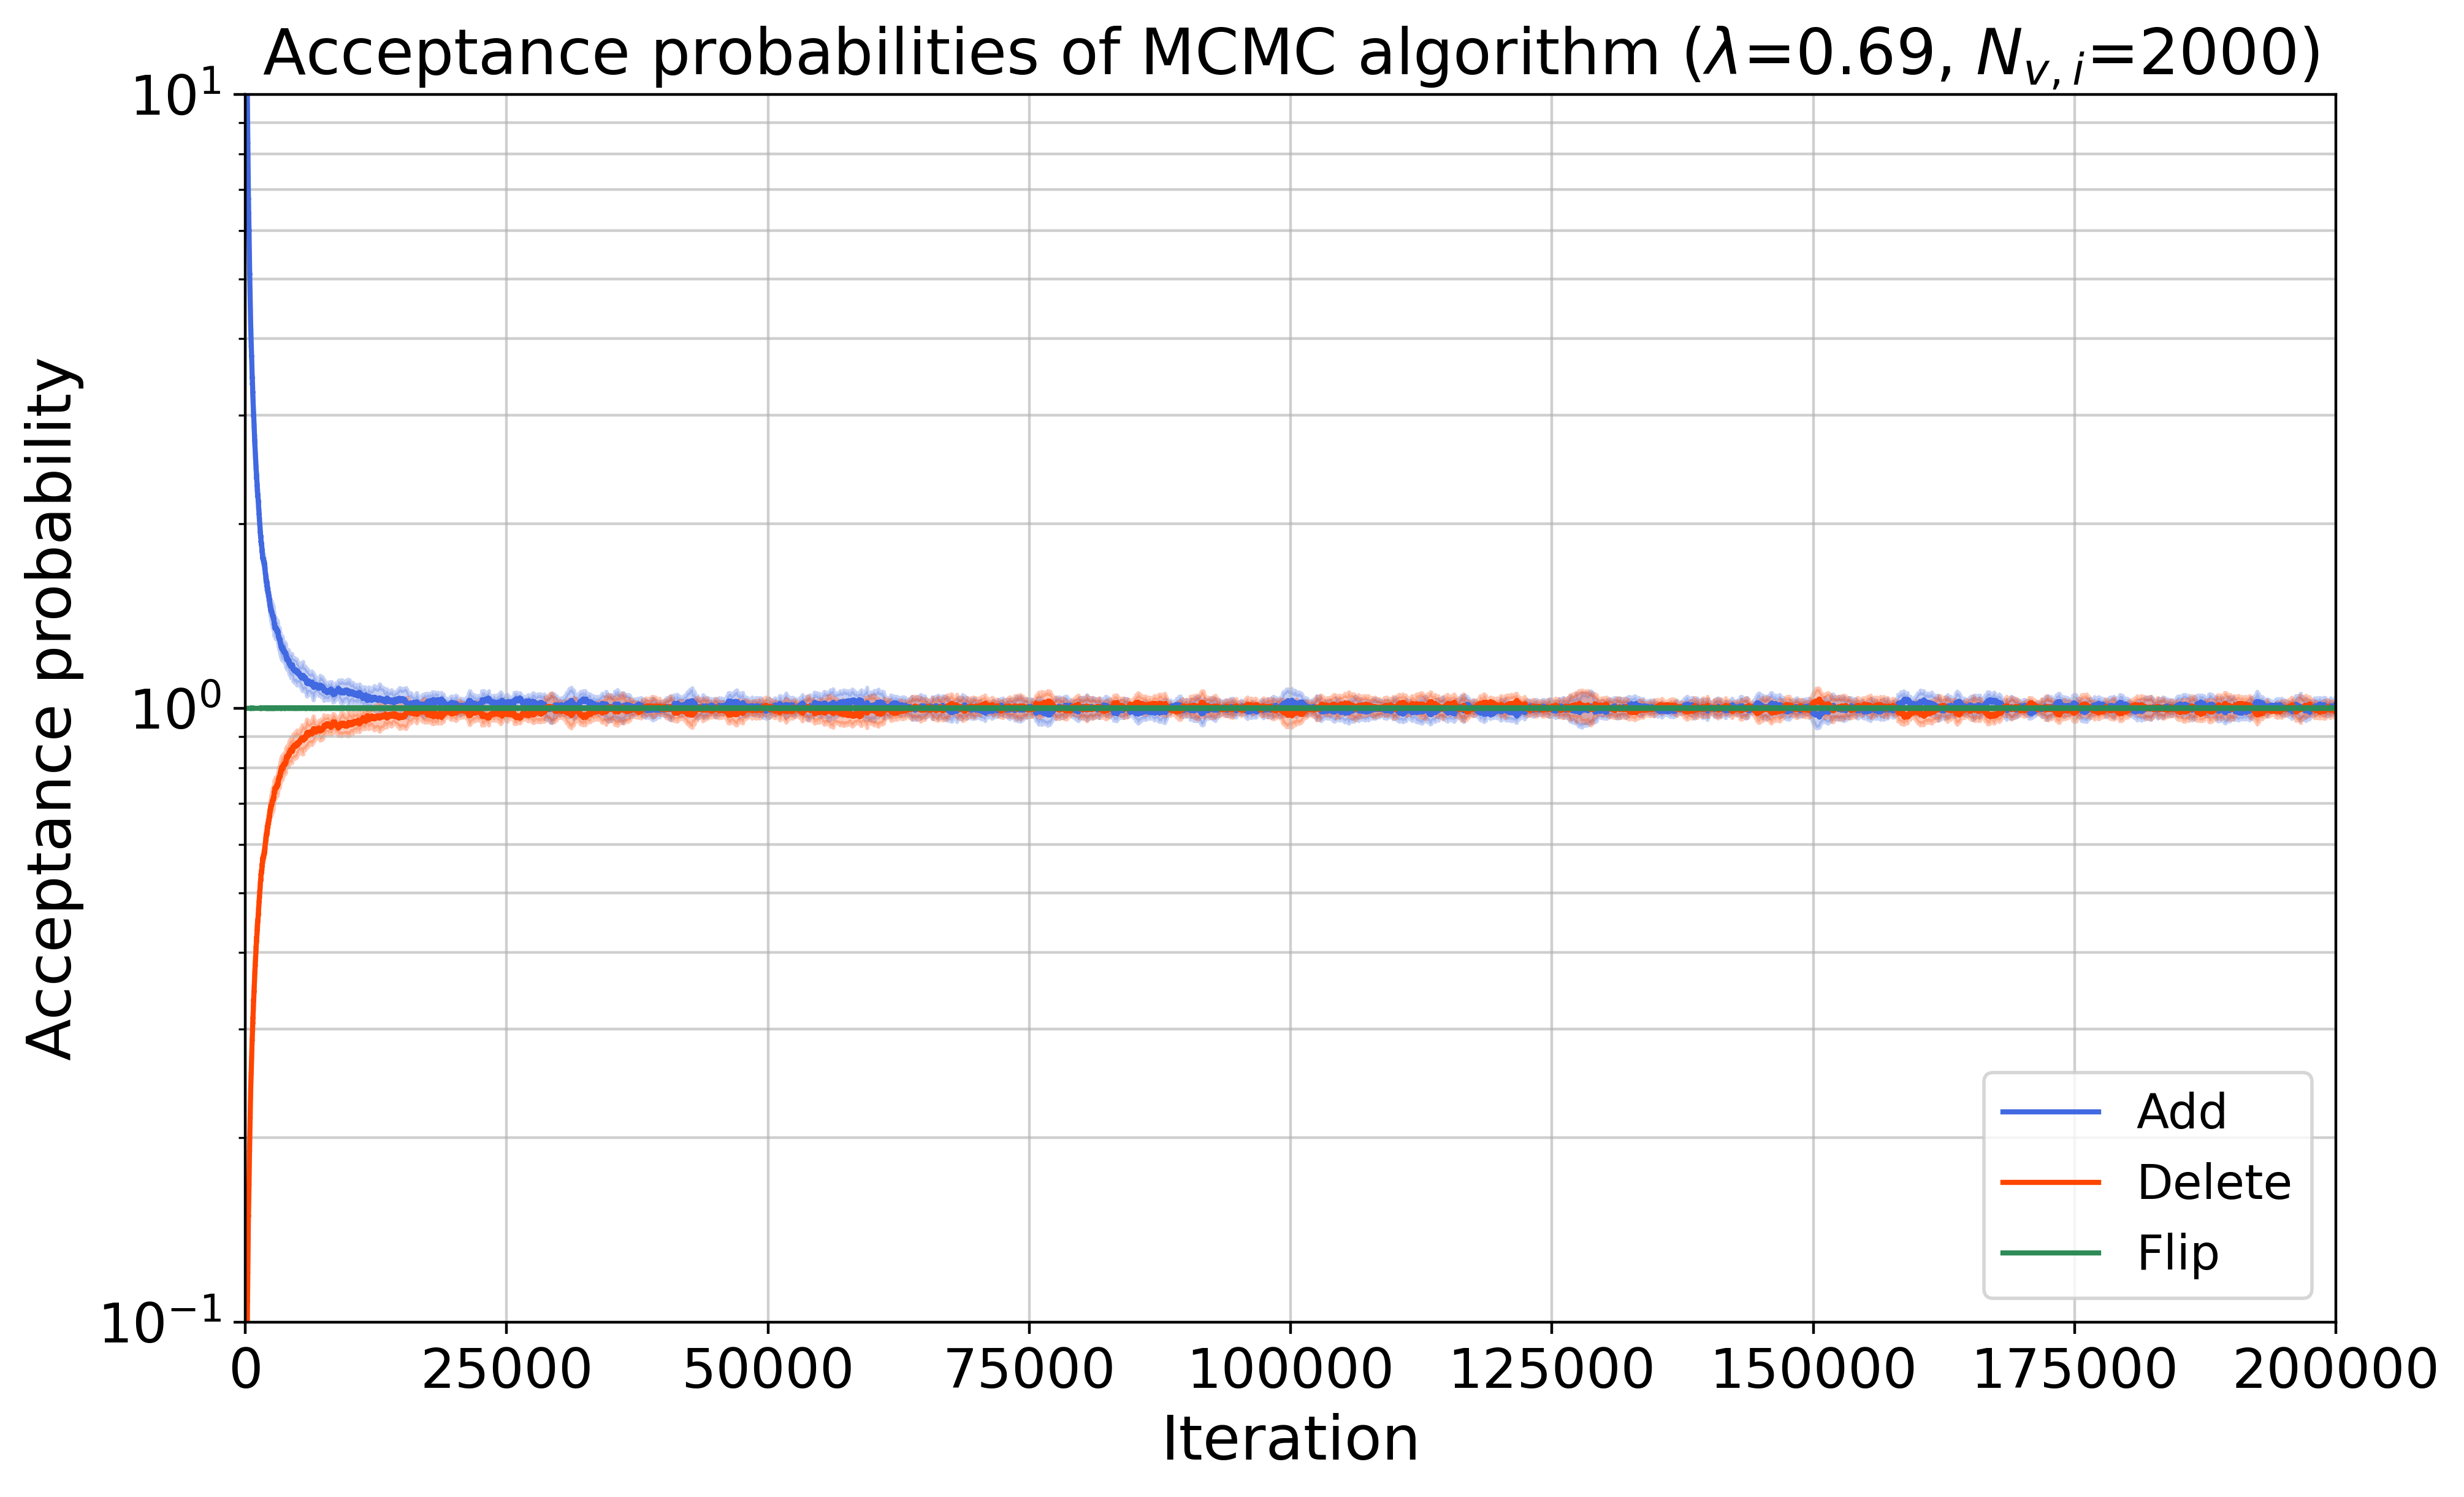 Acceptance probabilities of MCMC algorithm (λ=0.69, N_{v, i}=2000)
Acceptance probability
10^1
10^0
10^{-1}
0 25000 50000 75000 100000 125000 150000 175000 200000
Iteration
Add
Delete
Flip